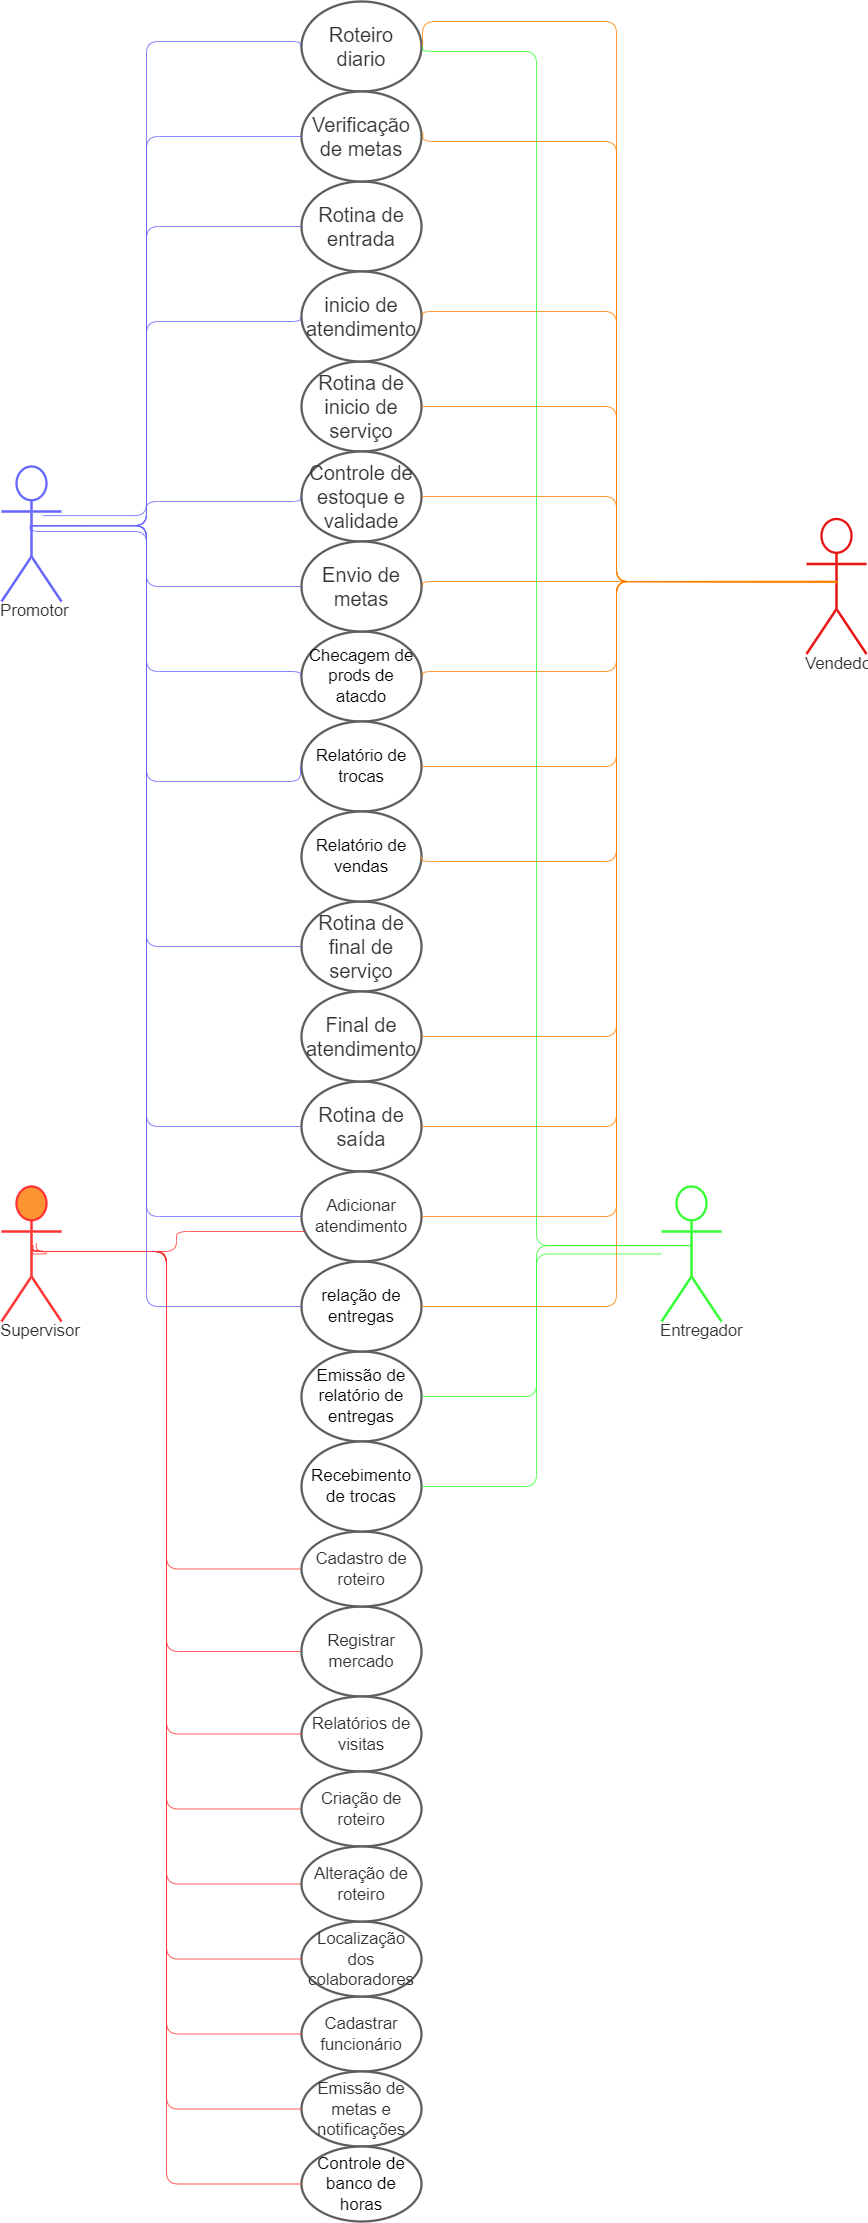 Roteiro
diario
Verificação
de metas
Rotina de
entrada
inicio de
atendimento
Rotina de
inicio de
serviço
Controle de
estoque e
validade
Promotor
Envio de
metas
Vendedo
Checagem de
prods de
atacdo
Relatório de
trocas
Relatório de
vendas
Rotina de
final de
serviço
Final de
atendimento
Rotina de
saída
Adicionar
atendimento
relação de
entregas
Supervisor
Entregador
Emissão de
relatório de
entregas
Recebimento
de trocas
Cadastro de
roteiro
Registrar
mercado
Relatórios de
visitas
Criação de
roteiro
Alteração de
roteiro
Localização
dos
colaboradores
Cadastrar
funcionário
Emissão de
metas e
notificações
Controle de
banco de
horas